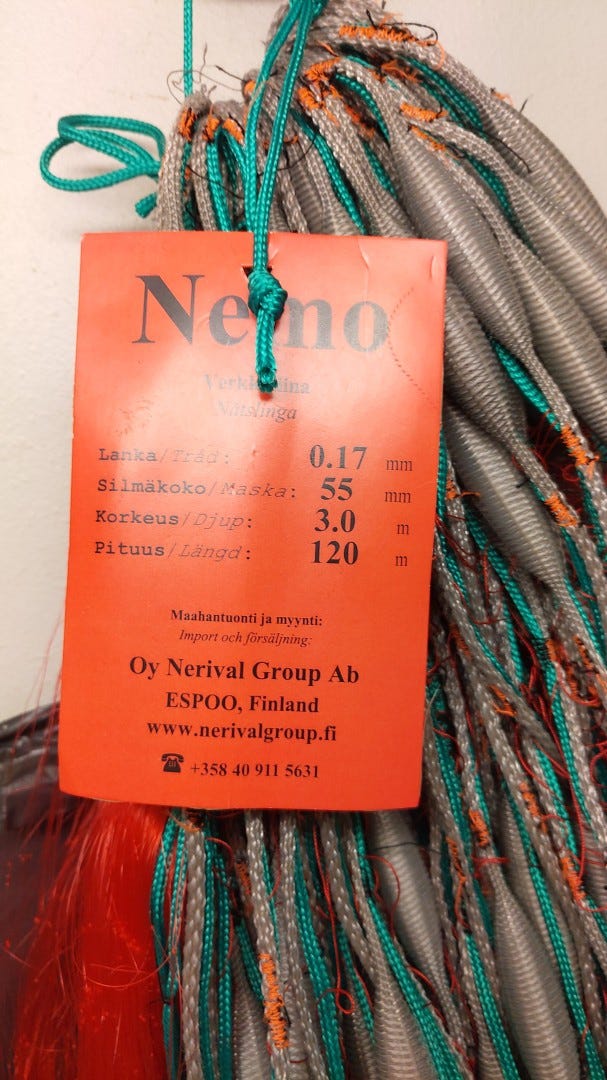 Nemo
Nätslinga
Lanka/Tråd: 0.17 mm
Silmäkoko/Maska: 55 mm
Korkeus/Djup: 3.0 m
Pituus/Längd: 120 m
Maahantuonti ja myynti:
Import och försäljning:
Oy Nerival Group Ab
ESPOO, Finland
www.nerivalgroup.fi
☎ +358 40 911 5631